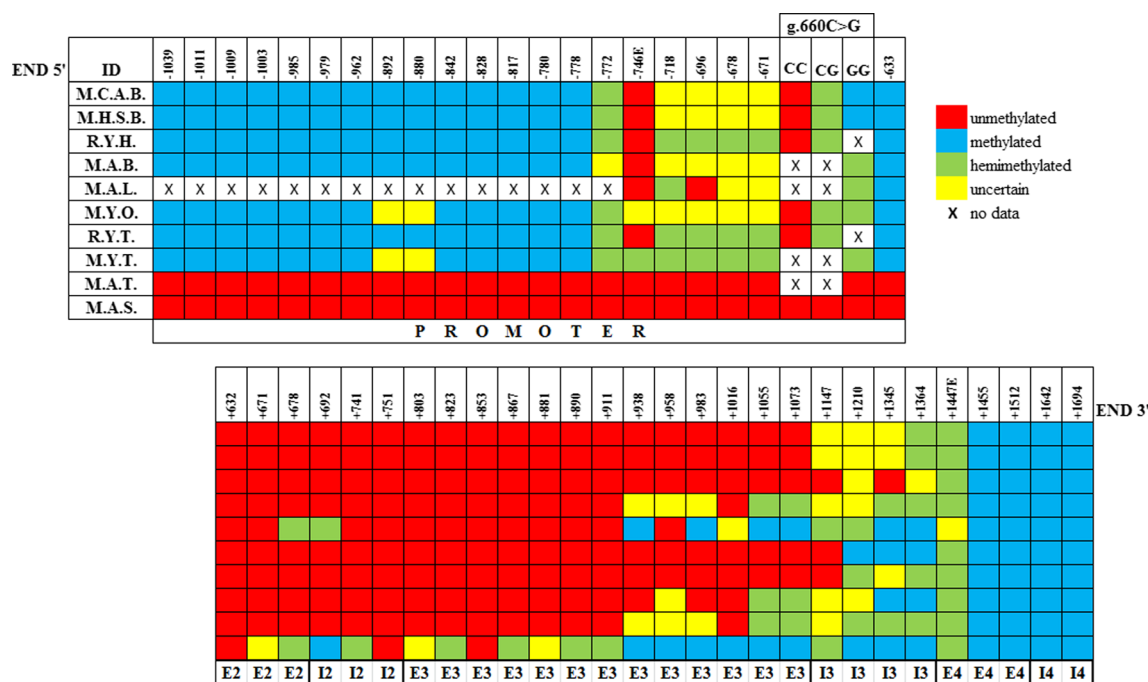 g.660C>G
END 5' ID -1039 -1011 -1009 -1003 -985 -979 -962 -892 -880 -842 -828 -817 -780 -778 -772 -746E -718 -696 -678 -671 CC CG GG -633
M.C.A.B.
M.H.S.B.
R.Y.H. X
M.A.B. X X
M.A.L. X X X X X X X X X X X X X X X X X
M.Y.O.
R.Y.T. X
M.Y.T. X X
M.A.T. X X
M.A.S.
P R O M O T E R
unmethylated
methylated
hemimethylated
uncertain
X no data
+632 +671 +678 +692 +741 +751 +803 +823 +853 +867 +881 +890 +911 +938 +958 +983 +1016 +1055 +1073 +1147 +1210 +1345 +1364 +1447E +1455 +1512 +1642 +1694 END 3'
E2 E2 E2 I2 I2 I2 E3 E3 E3 E3 E3 E3 E3 E3 E3 E3 E3 E3 E3 I3 I3 I3 I3 E4 E4 E4 I4 I4